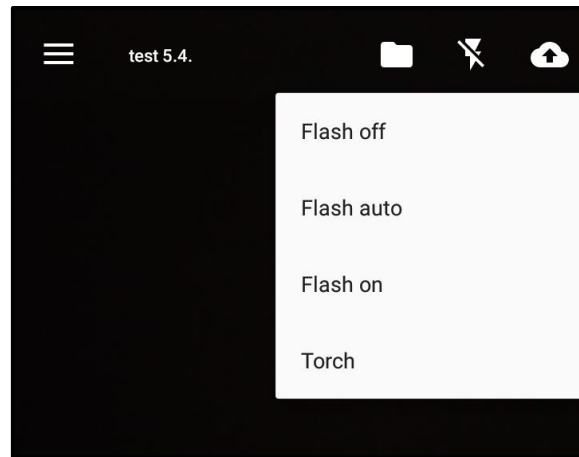 test 5.4.
Flash off
Flash auto
Flash on
Torch